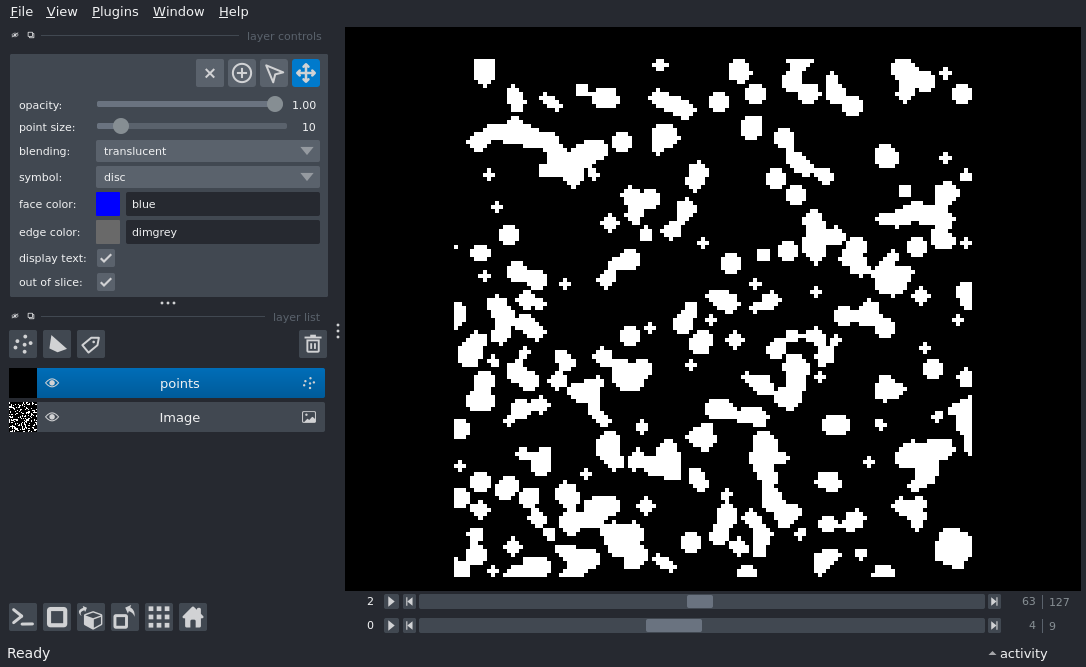 File View Plugins Window Help
layer controls
opacity: 1.00
point size: 10
blending: translucent
symbol: disc
face color: blue
edge color: dimgrey
display text:
out of slice:
layer list
points
Image
2 63 | 127
0 4 | 9
Ready activity